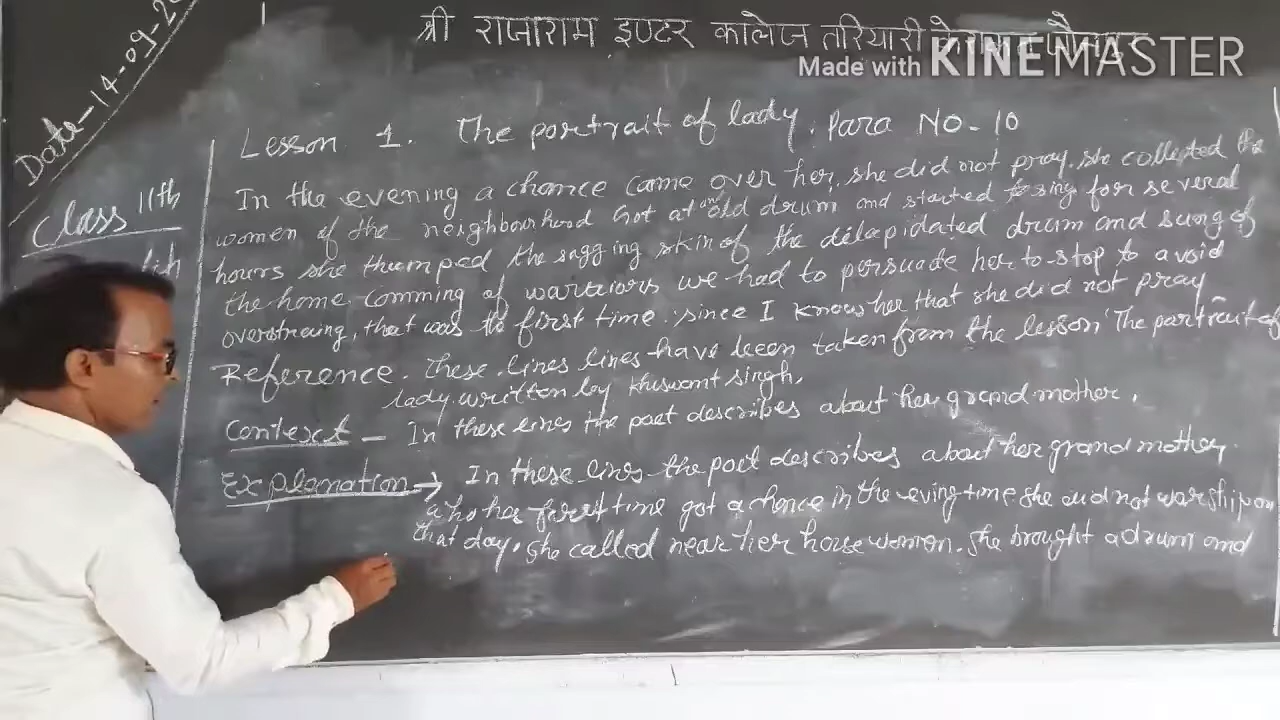 श्री राजाराम इण्टर कालेज तरियारी
Made with KINEMASTER
Date-14-09-2
Class 11th
Lesson 1. The portrait of lady. Para No-10
In the evening a chance came over her, she did not pray. she collected the
women of the neighbourhood Got at an old drum and started to sing for several
hours she thumped the sagging skin of the delapidated drum and sung of
the home-comming of warriors we had to persuade her to-stop to avoid
that was the first time. since I know her that she did not pray
Reference. These lines lines have been taken from the lesson 'The partrait of
lady. written by Khuswant singh.
Context - In these lines the poet describes about her grand mother.
Explanation → In these lines the poet describes about her grand mother.
first time got a chance in the eving time she did not warship on
that day. she called near her house women. she brought a drum and